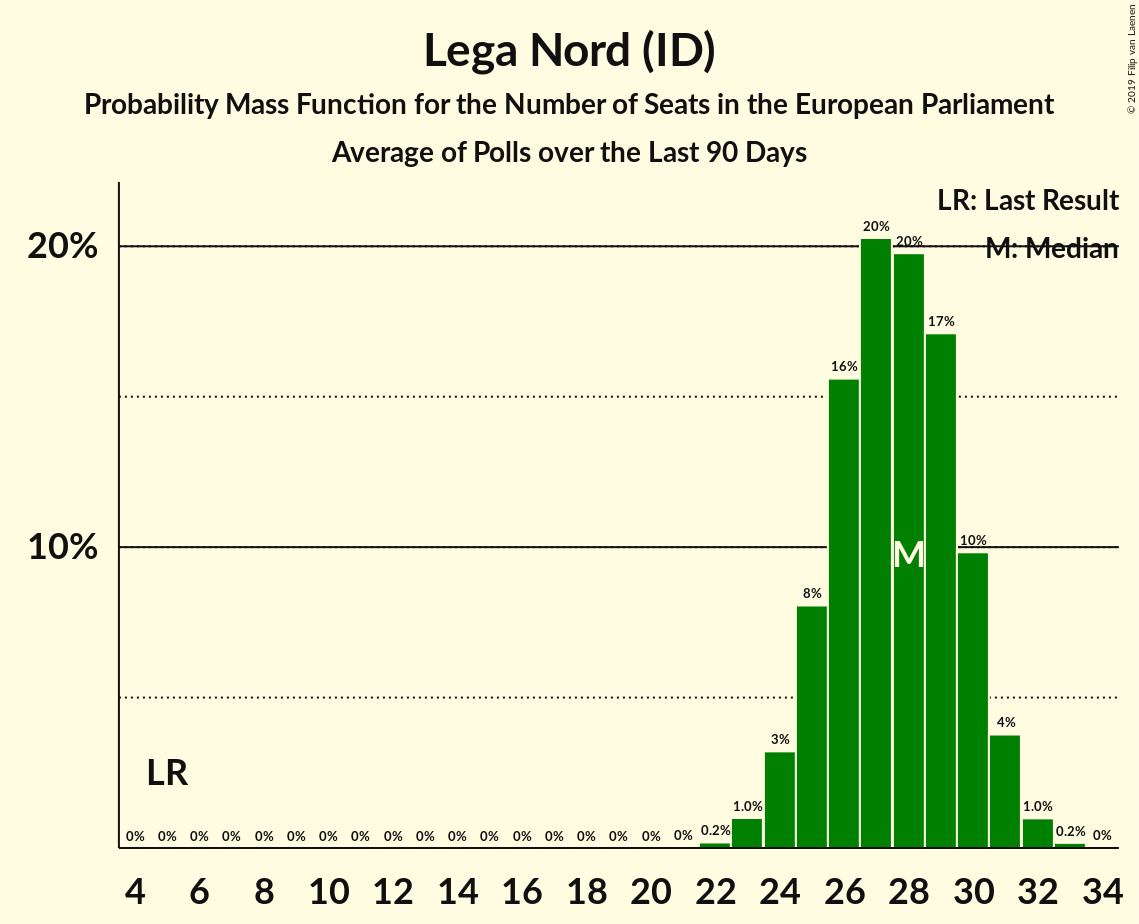 Lega Nord (ID)
Probability Mass Function for the Number of Seats in the European Parliament
Average of Polls over the Last 90 Days
© 2019 Filip van Laenen
LR: Last Result
M: Median
20%
10%
20%
20%
17%
16%
10%
8%
4%
3%
1.0%
1.0%
M
LR
0% 0% 0% 0% 0% 0% 0% 0% 0% 0% 0% 0% 0% 0% 0% 0% 0% 0% 0.2% 0.2% 0%
4 6 8 10 12 14 16 18 20 22 24 26 28 30 32 34